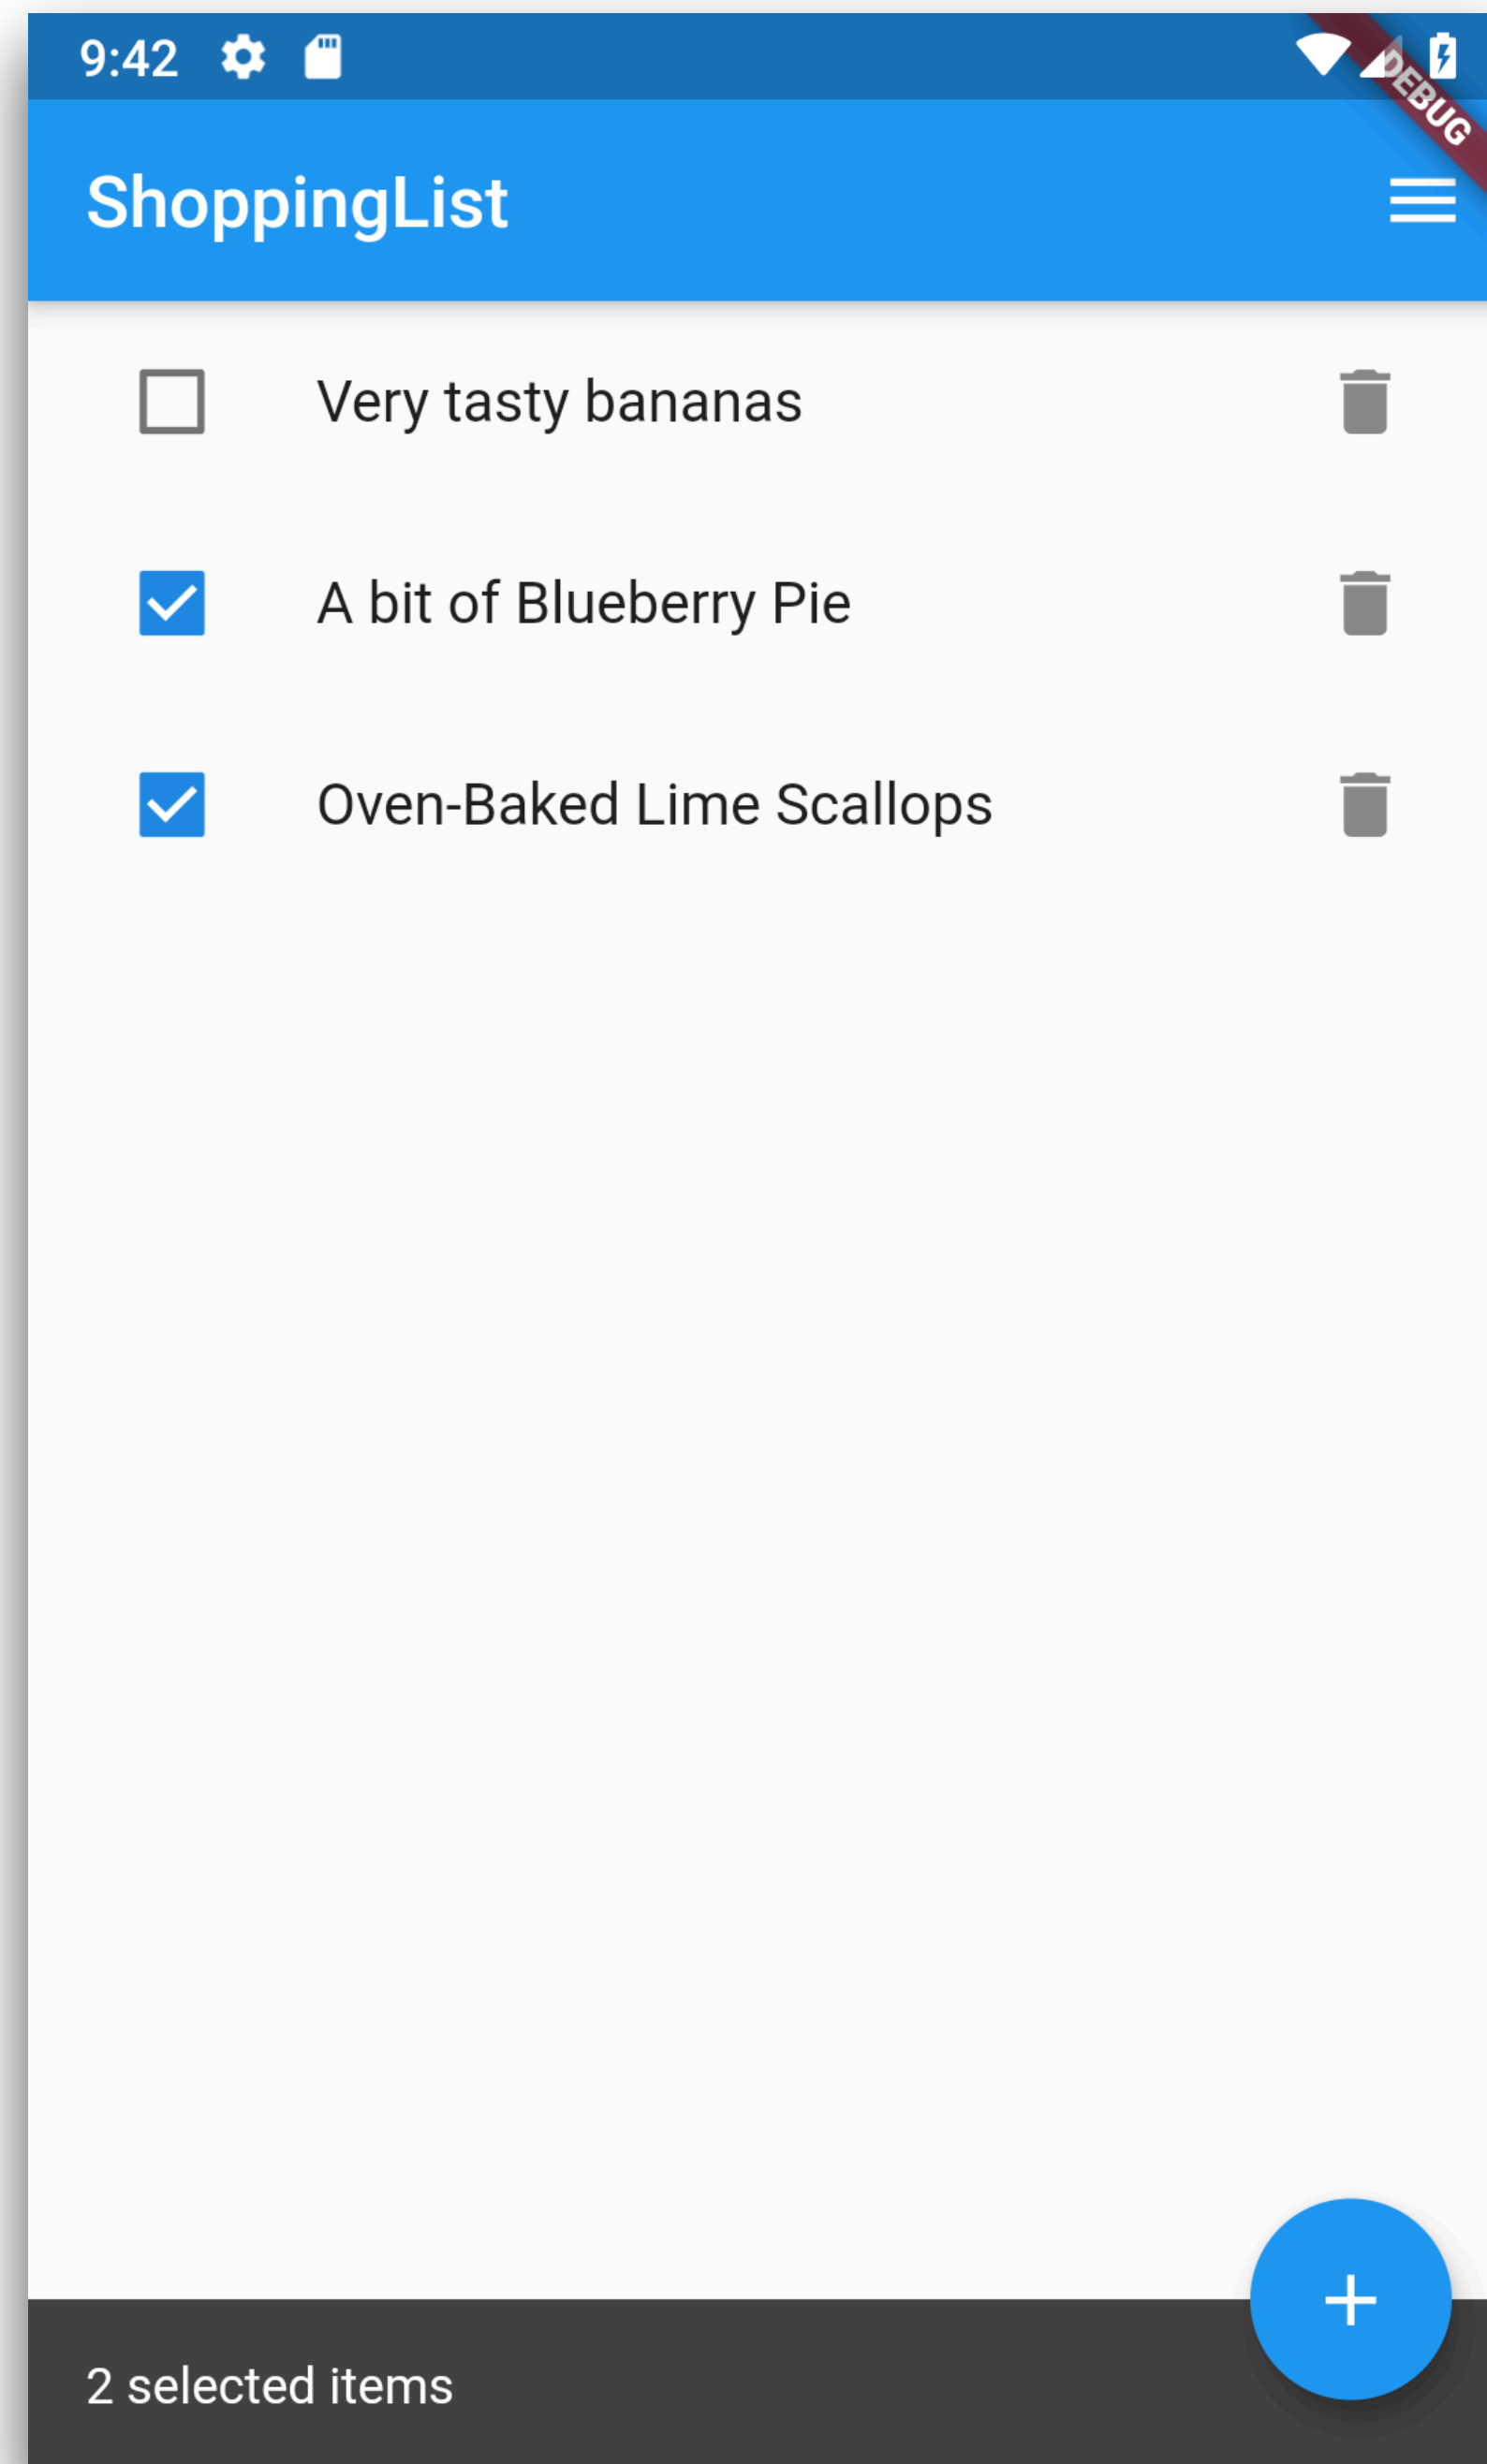 9:42
DEBUG
ShoppingList
Very tasty bananas
A bit of Blueberry Pie
Oven-Baked Lime Scallops
2 selected items